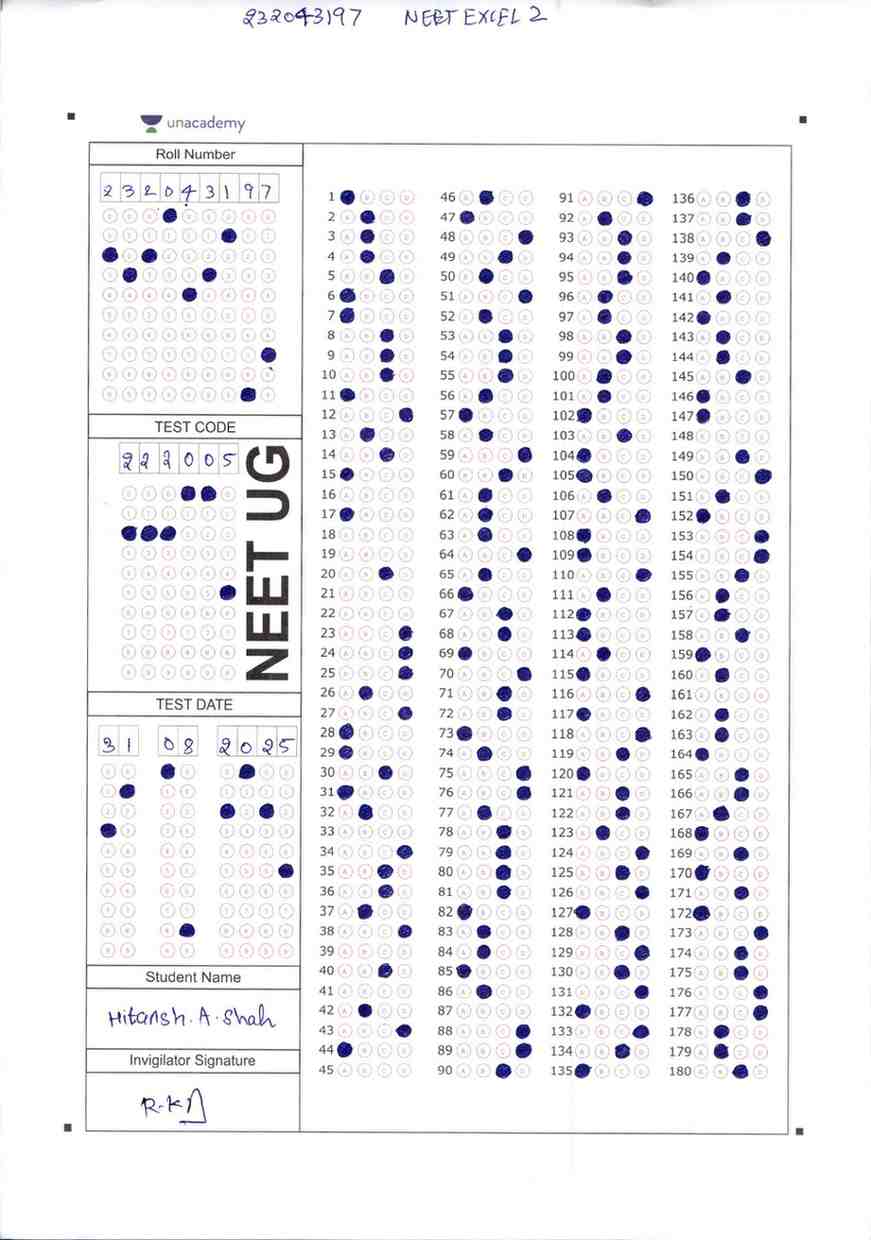 232043197 NEET EXCEL 2
unacademy
Roll Number
2 3 2 0 4 3 1 9 7
TEST CODE
2 2 2 0 0 5
NEET UG
TEST DATE
3 1 0 8 2 0 2 5
Student Name
Hitansh.A.Shah
Invigilator Signature
1 46 91 136
2 47 92 137
3 48 93 138
4 49 94 139
5 50 95 140
6 51 96 141
7 52 97 142
8 53 98 143
9 54 99 144
10 55 100 145
11 56 101 146
12 57 102 147
13 58 103 148
14 59 104 149
15 60 105 150
16 61 106 151
17 62 107 152
18 63 108 153
19 64 109 154
20 65 110 155
21 66 111 156
22 67 112 157
23 68 113 158
24 69 114 159
25 70 115 160
26 71 116 161
27 72 117 162
28 73 118 163
29 74 119 164
30 75 120 165
31 76 121 166
32 77 122 167
33 78 123 168
34 79 124 169
35 80 125 170
36 81 126 171
37 82 127 172
38 83 128 173
39 84 129 174
40 85 130 175
41 86 131 176
42 87 132 177
43 88 133 178
44 89 134 179
45 90 135 180